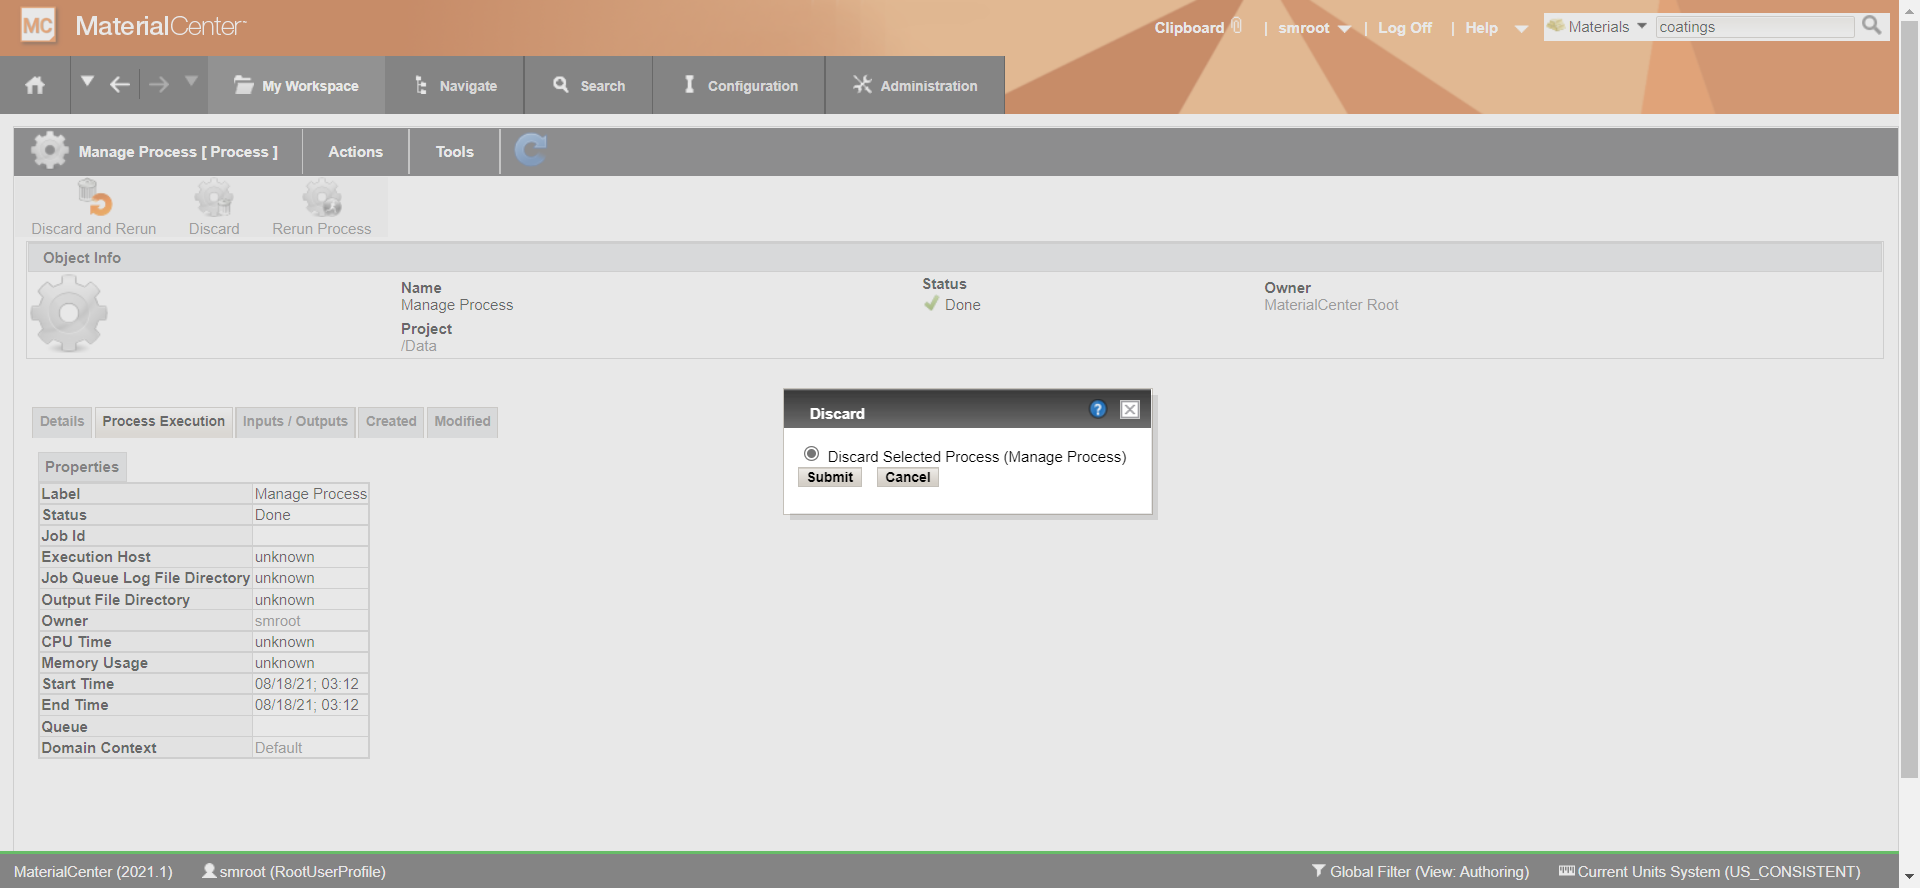 MC MaterialCenter
Clipboard | smroot | Log Off | Help Materials coatings
My Workspace Navigate Search Configuration Administration
Manage Process [ Process ] Actions Tools
Discard and Rerun Discard Rerun Process
Object Info
Name Status Owner
Manage Process Done MaterialCenter Root
Project
/Data
Discard ?
Discard Selected Process (Manage Process)
Submit Cancel
Details Process Execution Inputs / Outputs Created Modified
Properties
Label Manage Process
Status Done
Job Id
Execution Host unknown
Job Queue Log File Directory unknown
Output File Directory unknown
Owner smroot
CPU Time unknown
Memory Usage unknown
Start Time 08/18/21; 03:12
End Time 08/18/21; 03:12
Queue
Domain Context Default
MaterialCenter (2021.1) smroot (RootUserProfile) Global Filter (View: Authoring) Current Units System (US_CONSISTENT)